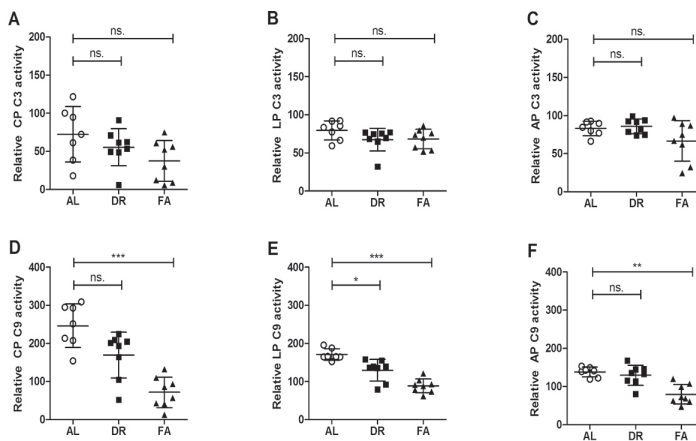 A
Relative CP C3 activity
200
150
100
50
0
ns.
ns.
AL DR FA
B
Relative LP C3 activity
200
150
100
50
0
ns.
ns.
AL DR FA
C
Relative AP C3 activity
200
150
100
50
0
ns.
ns.
AL DR FA
D
Relative CP C9 activity
400
300
200
100
0
***
ns.
AL DR FA
E
Relative LP C9 activity
400
300
200
100
0
***
*
AL DR FA
F
Relative AP C9 activity
400
300
200
100
0
**
ns.
AL DR FA